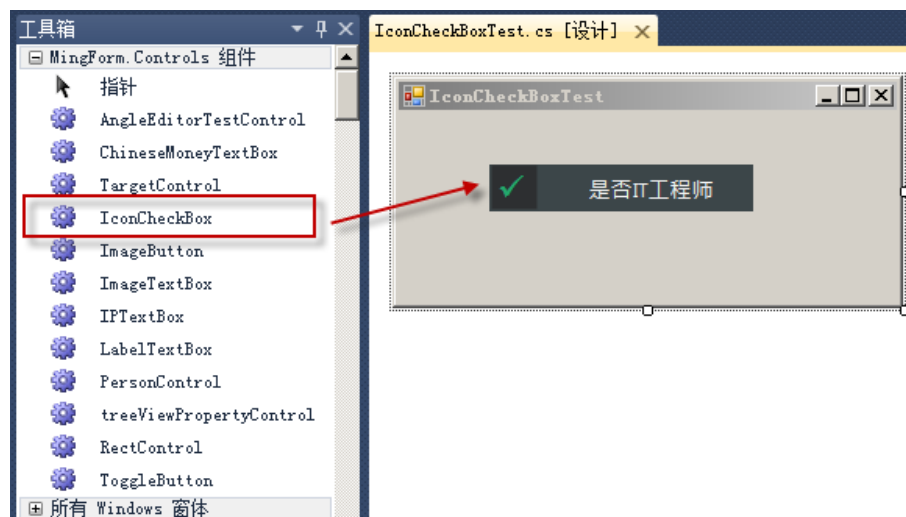 工具箱
MingForm.Controls 组件
指针
AngleEditorTestControl
ChineseMoneyTextBox
TargetControl
IconCheckBox
ImageButton
ImageTextBox
IPTextBox
LabelTextBox
PersonControl
treeViewPropertyControl
RectControl
ToggleButton
所有 Windows 窗体
IconCheckBoxTest.cs [设计]
IconCheckBoxTest
是否IT工程师